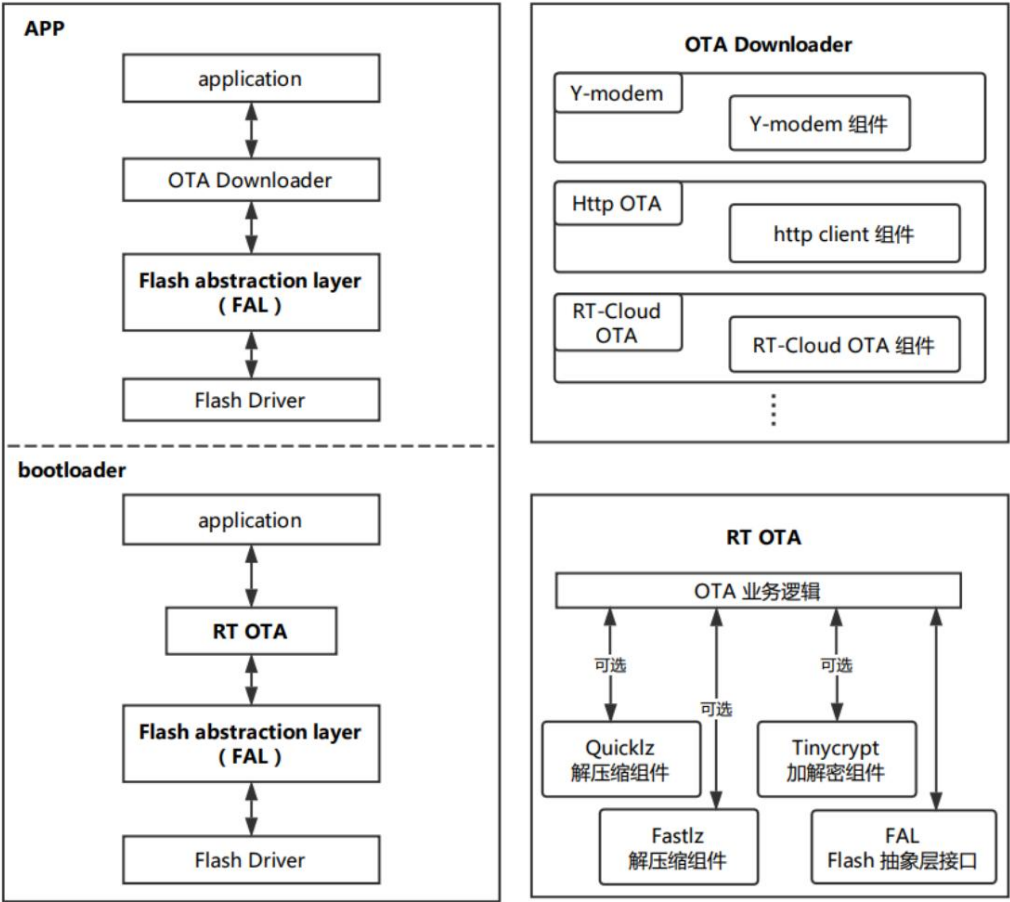 APP
application
OTA Downloader
Flash abstraction layer
( FAL )
Flash Driver
bootloader
application
RT OTA
Flash abstraction layer
( FAL )
Flash Driver
OTA Downloader
Y-modem
Y-modem 组件
Http OTA
http client 组件
RT-Cloud
OTA
RT-Cloud OTA 组件
RT OTA
OTA 业务逻辑
可选
可选
可选
Quicklz
解压缩组件
Tinycrypt
加解密组件
Fastlz
解压缩组件
FAL
Flash 抽象层接口